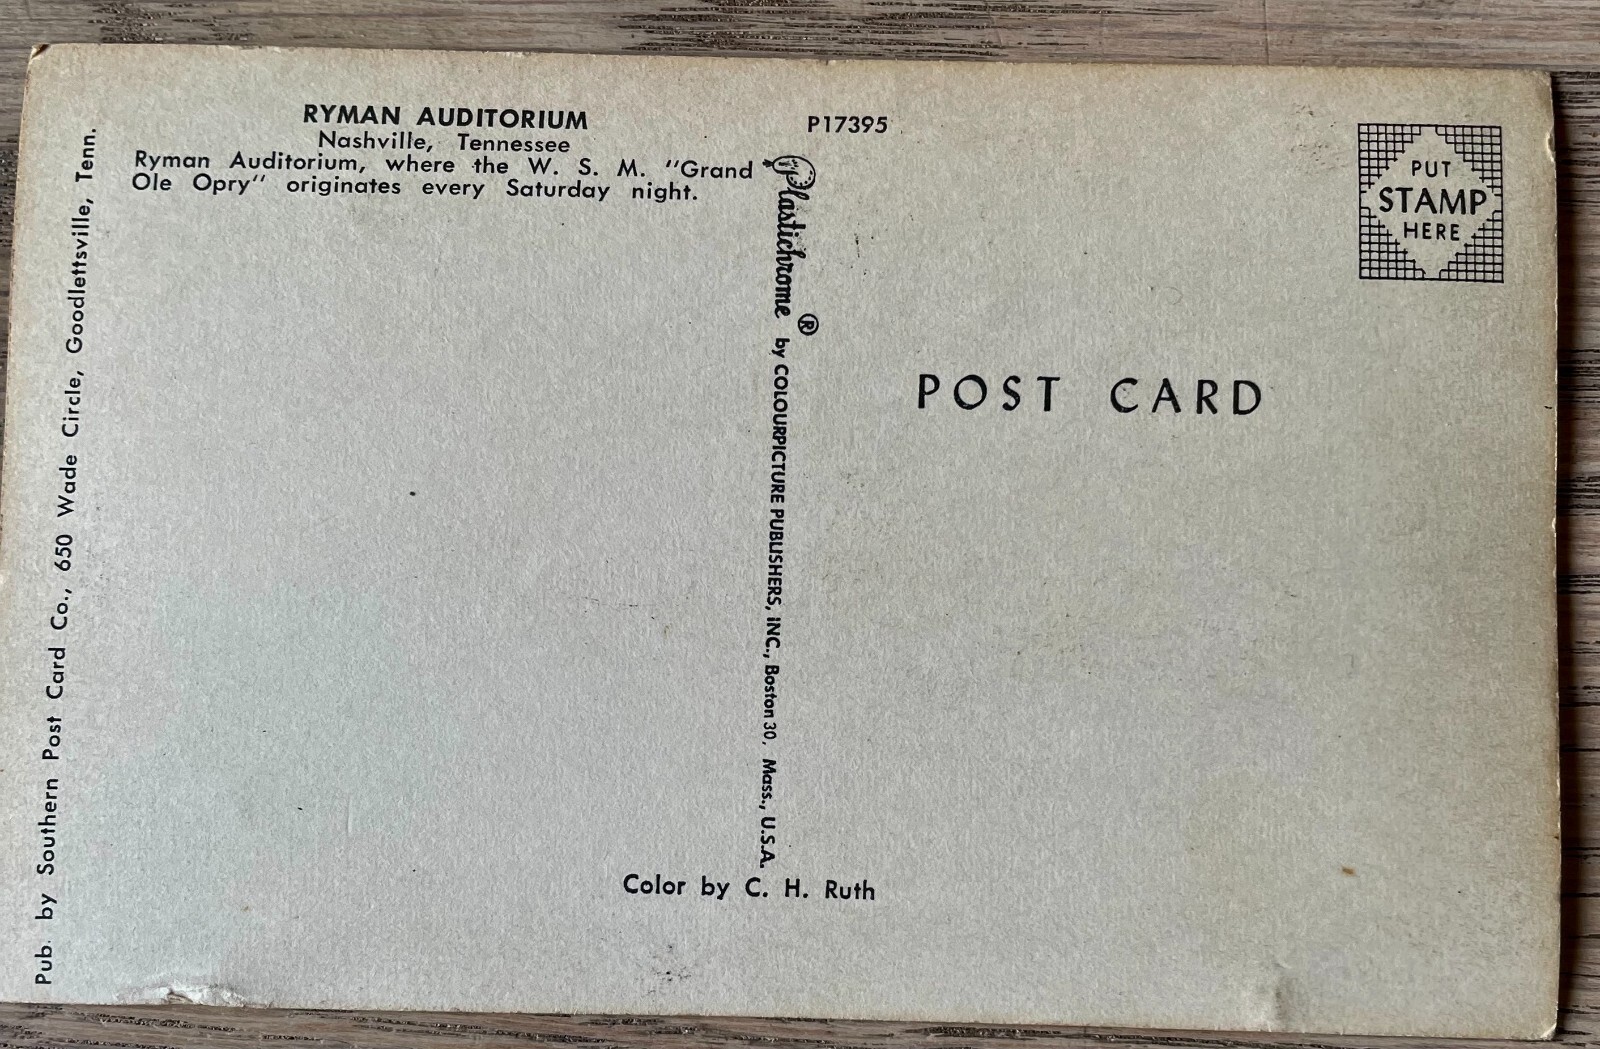 RYMAN AUDITORIUM
Nashville, Tennessee
Ryman Auditorium, where the W. S. M. "Grand
Ole Opry" originates every Saturday night.
Pub. by Southern Post Card Co., 650 Wade Circle, Goodlettsville, Tenn.
P17395
Plastichrome ® by COLOURPICTURE PUBLISHERS, INC., Boston 30, Mass., U.S.A.
Color by C. H. Ruth
PUT
STAMP
HERE
POST CARD